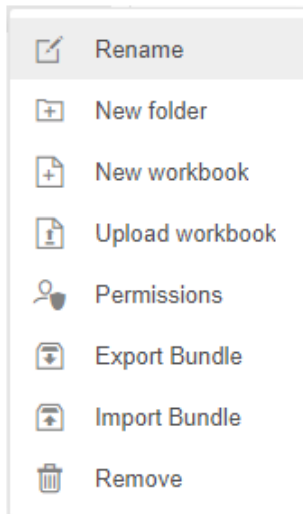 Rename
New folder
New workbook
Upload workbook
Permissions
Export Bundle
Import Bundle
Remove